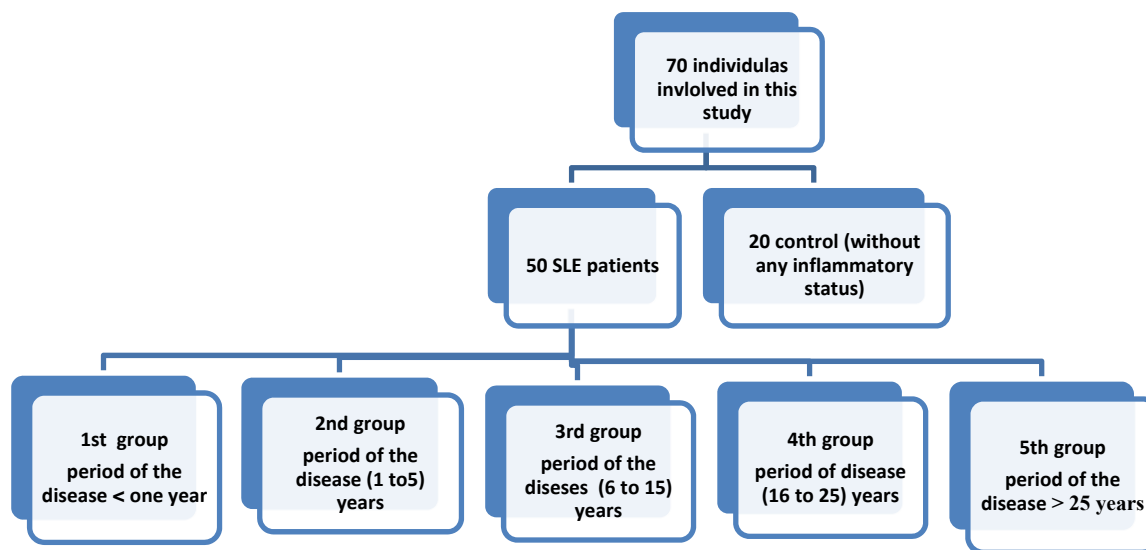 70 individulas
invlolved in this
study
50 SLE patients
20 control (without
any inflammatory
status)
1st group
period of the
disease < one year
2nd group
period of the
disease (1 to5)
years
3rd group
period of the
diseses (6 to 15)
years
4th group
period of disease
(16 to 25) years
5th group
period of the
disease > 25 years